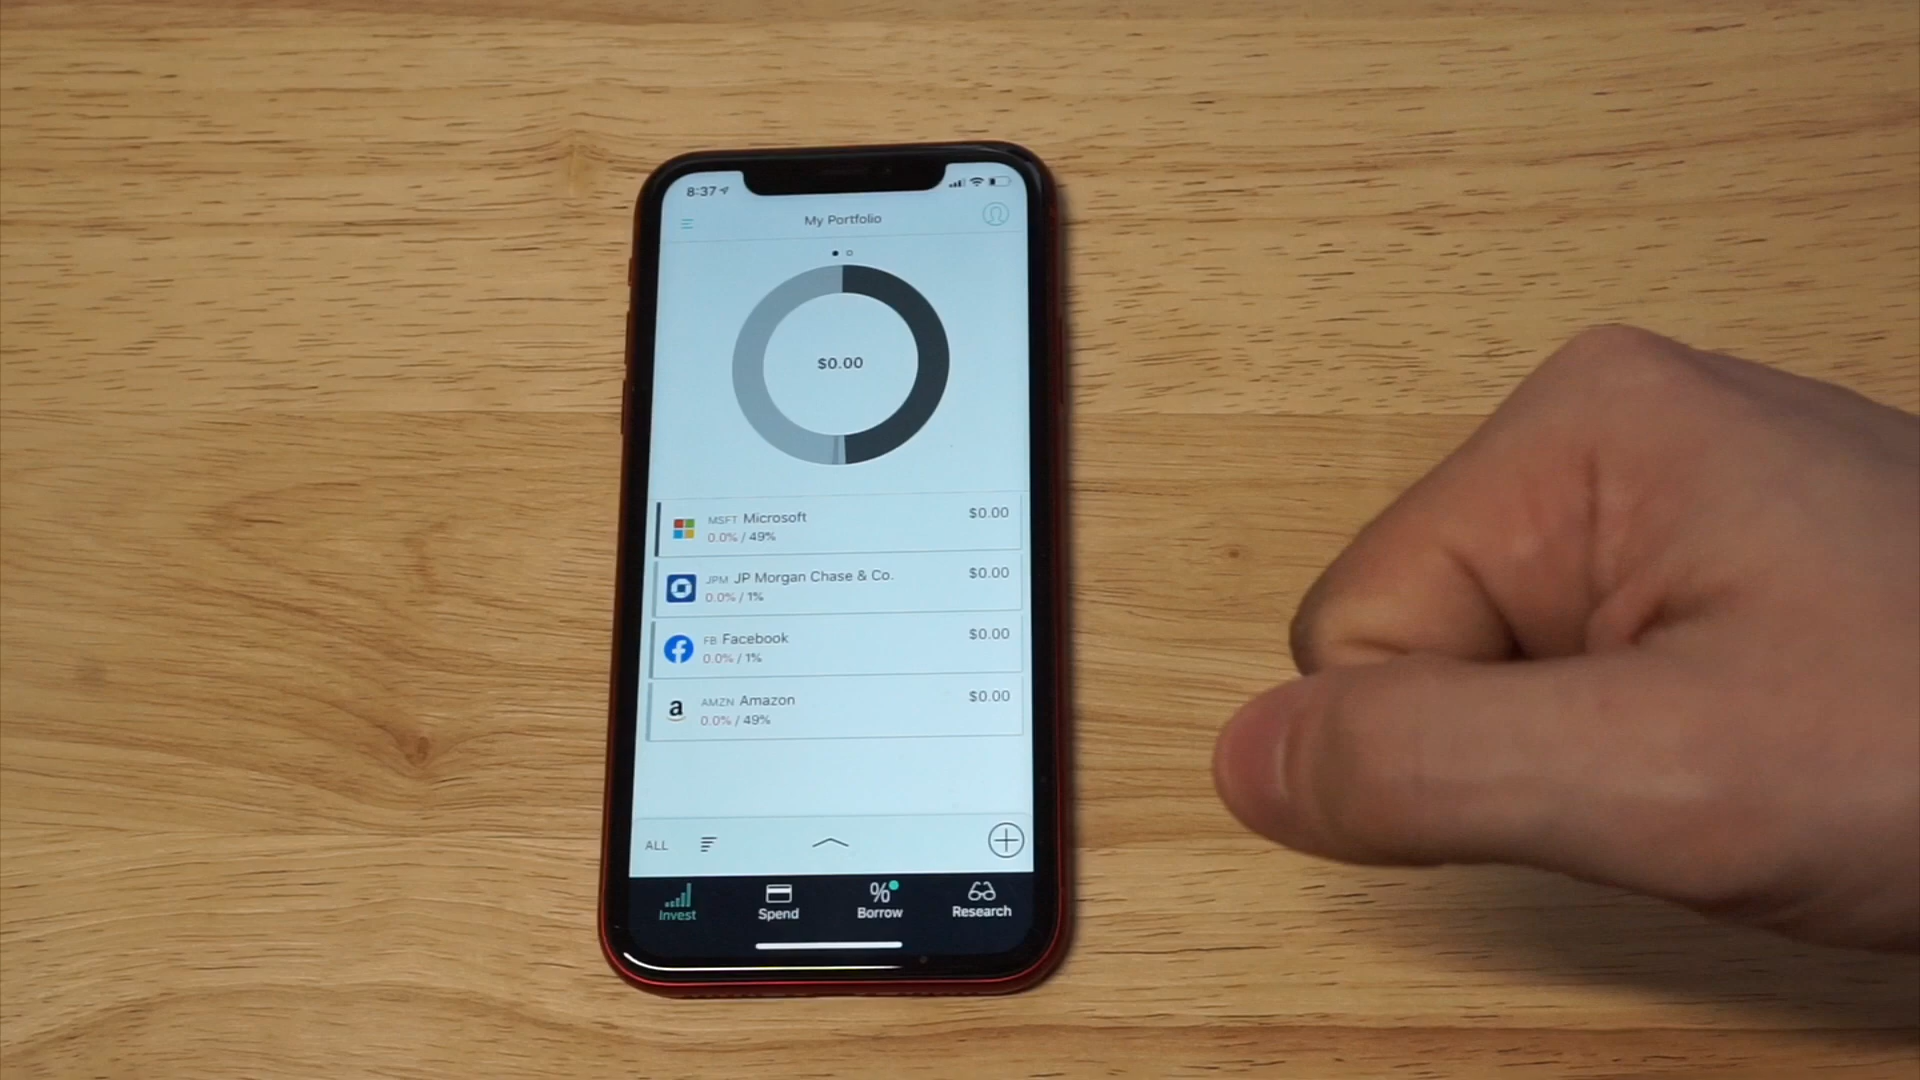 8:37
My Portfolio
$0.00
MSFT Microsoft $0.00
0.0% / 49%
JPM JP Morgan Chase & Co. $0.00
0.0% / 1%
FB Facebook $0.00
0.0% / 1%
a AMZN Amazon $0.00
0.0% / 49%
ALL
Invest Spend Borrow Research